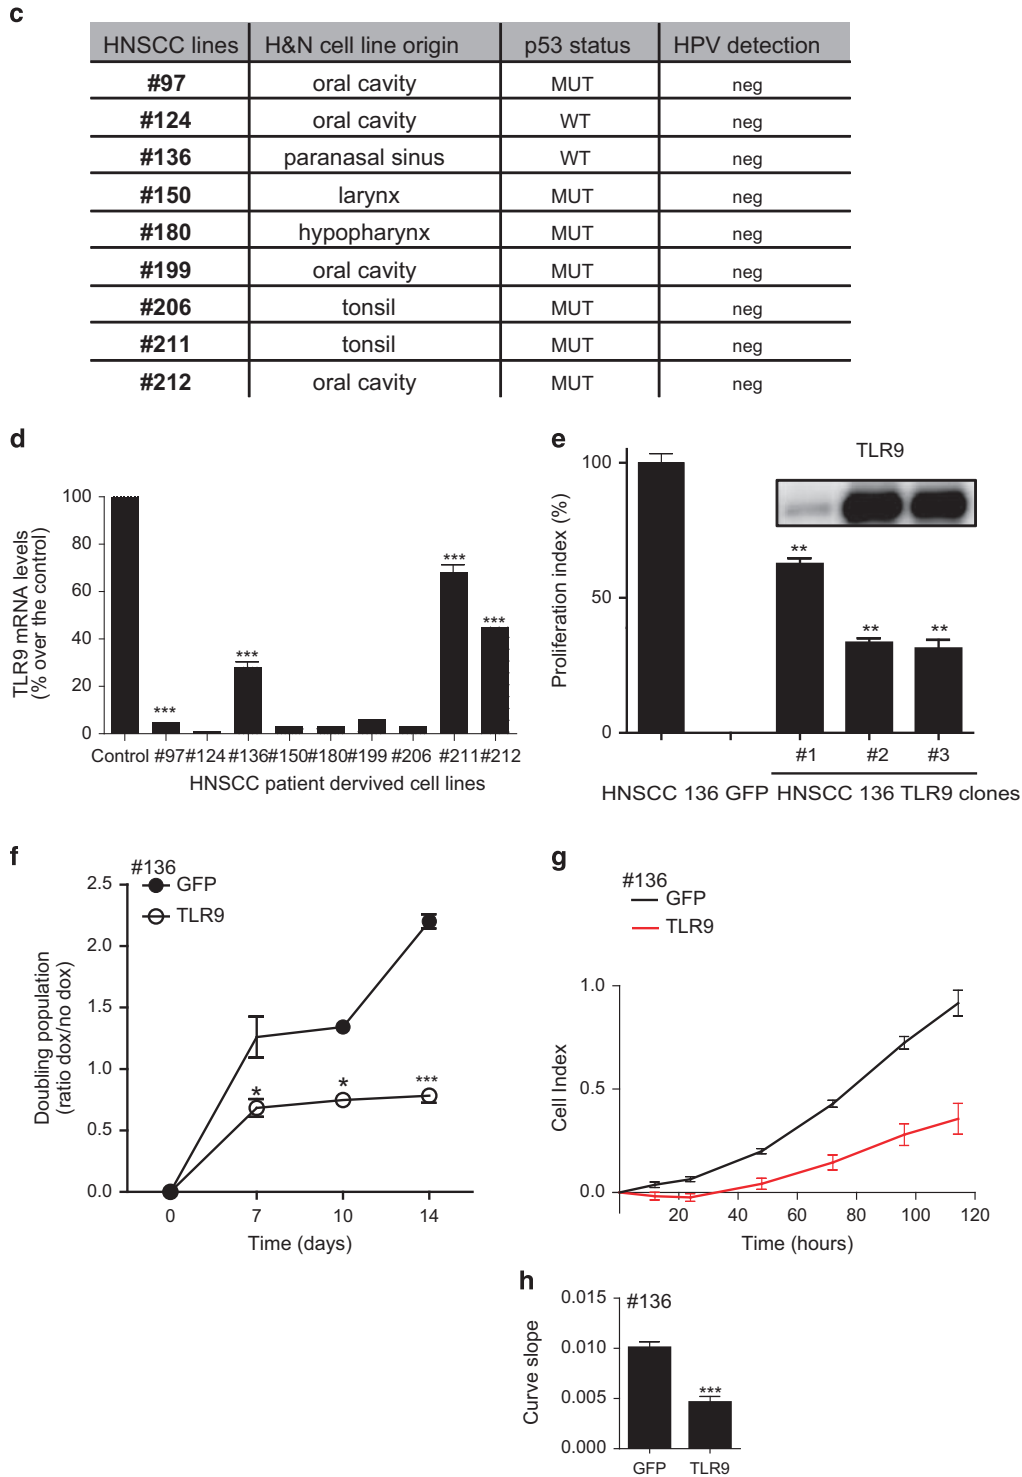 c
HNSCC lines H&N cell line origin p53 status HPV detection
#97 oral cavity MUT neg
#124 oral cavity WT neg
#136 paranasal sinus WT neg
#150 larynx MUT neg
#180 hypopharynx MUT neg
#199 oral cavity MUT neg
#206 tonsil MUT neg
#211 tonsil MUT neg
#212 oral cavity MUT neg
d
TLR9 mRNA levels
(% over the control)
100
80
60
40
20
0
***
***
***
***
Control #97 #124 #136 #150 #180 #199 #206 #211 #212
HNSCC patient dervived cell lines
e
Proliferation index (%)
100
50
0
TLR9
**
**
**
#1 #2 #3
HNSCC 136 GFP HNSCC 136 TLR9 clones
f
#136
GFP
TLR9
Doubling population
(ratio dox/no dox)
2.5
2.0
1.5
1.0
0.5
0.0
*
*
***
0 7 10 14
Time (days)
g
#136
GFP
TLR9
Cell Index
1.0
0.5
0.0
20 40 60 80 100 120
Time (hours)
h
#136
Curve slope
0.015
0.010
0.005
0.000
***
GFP TLR9